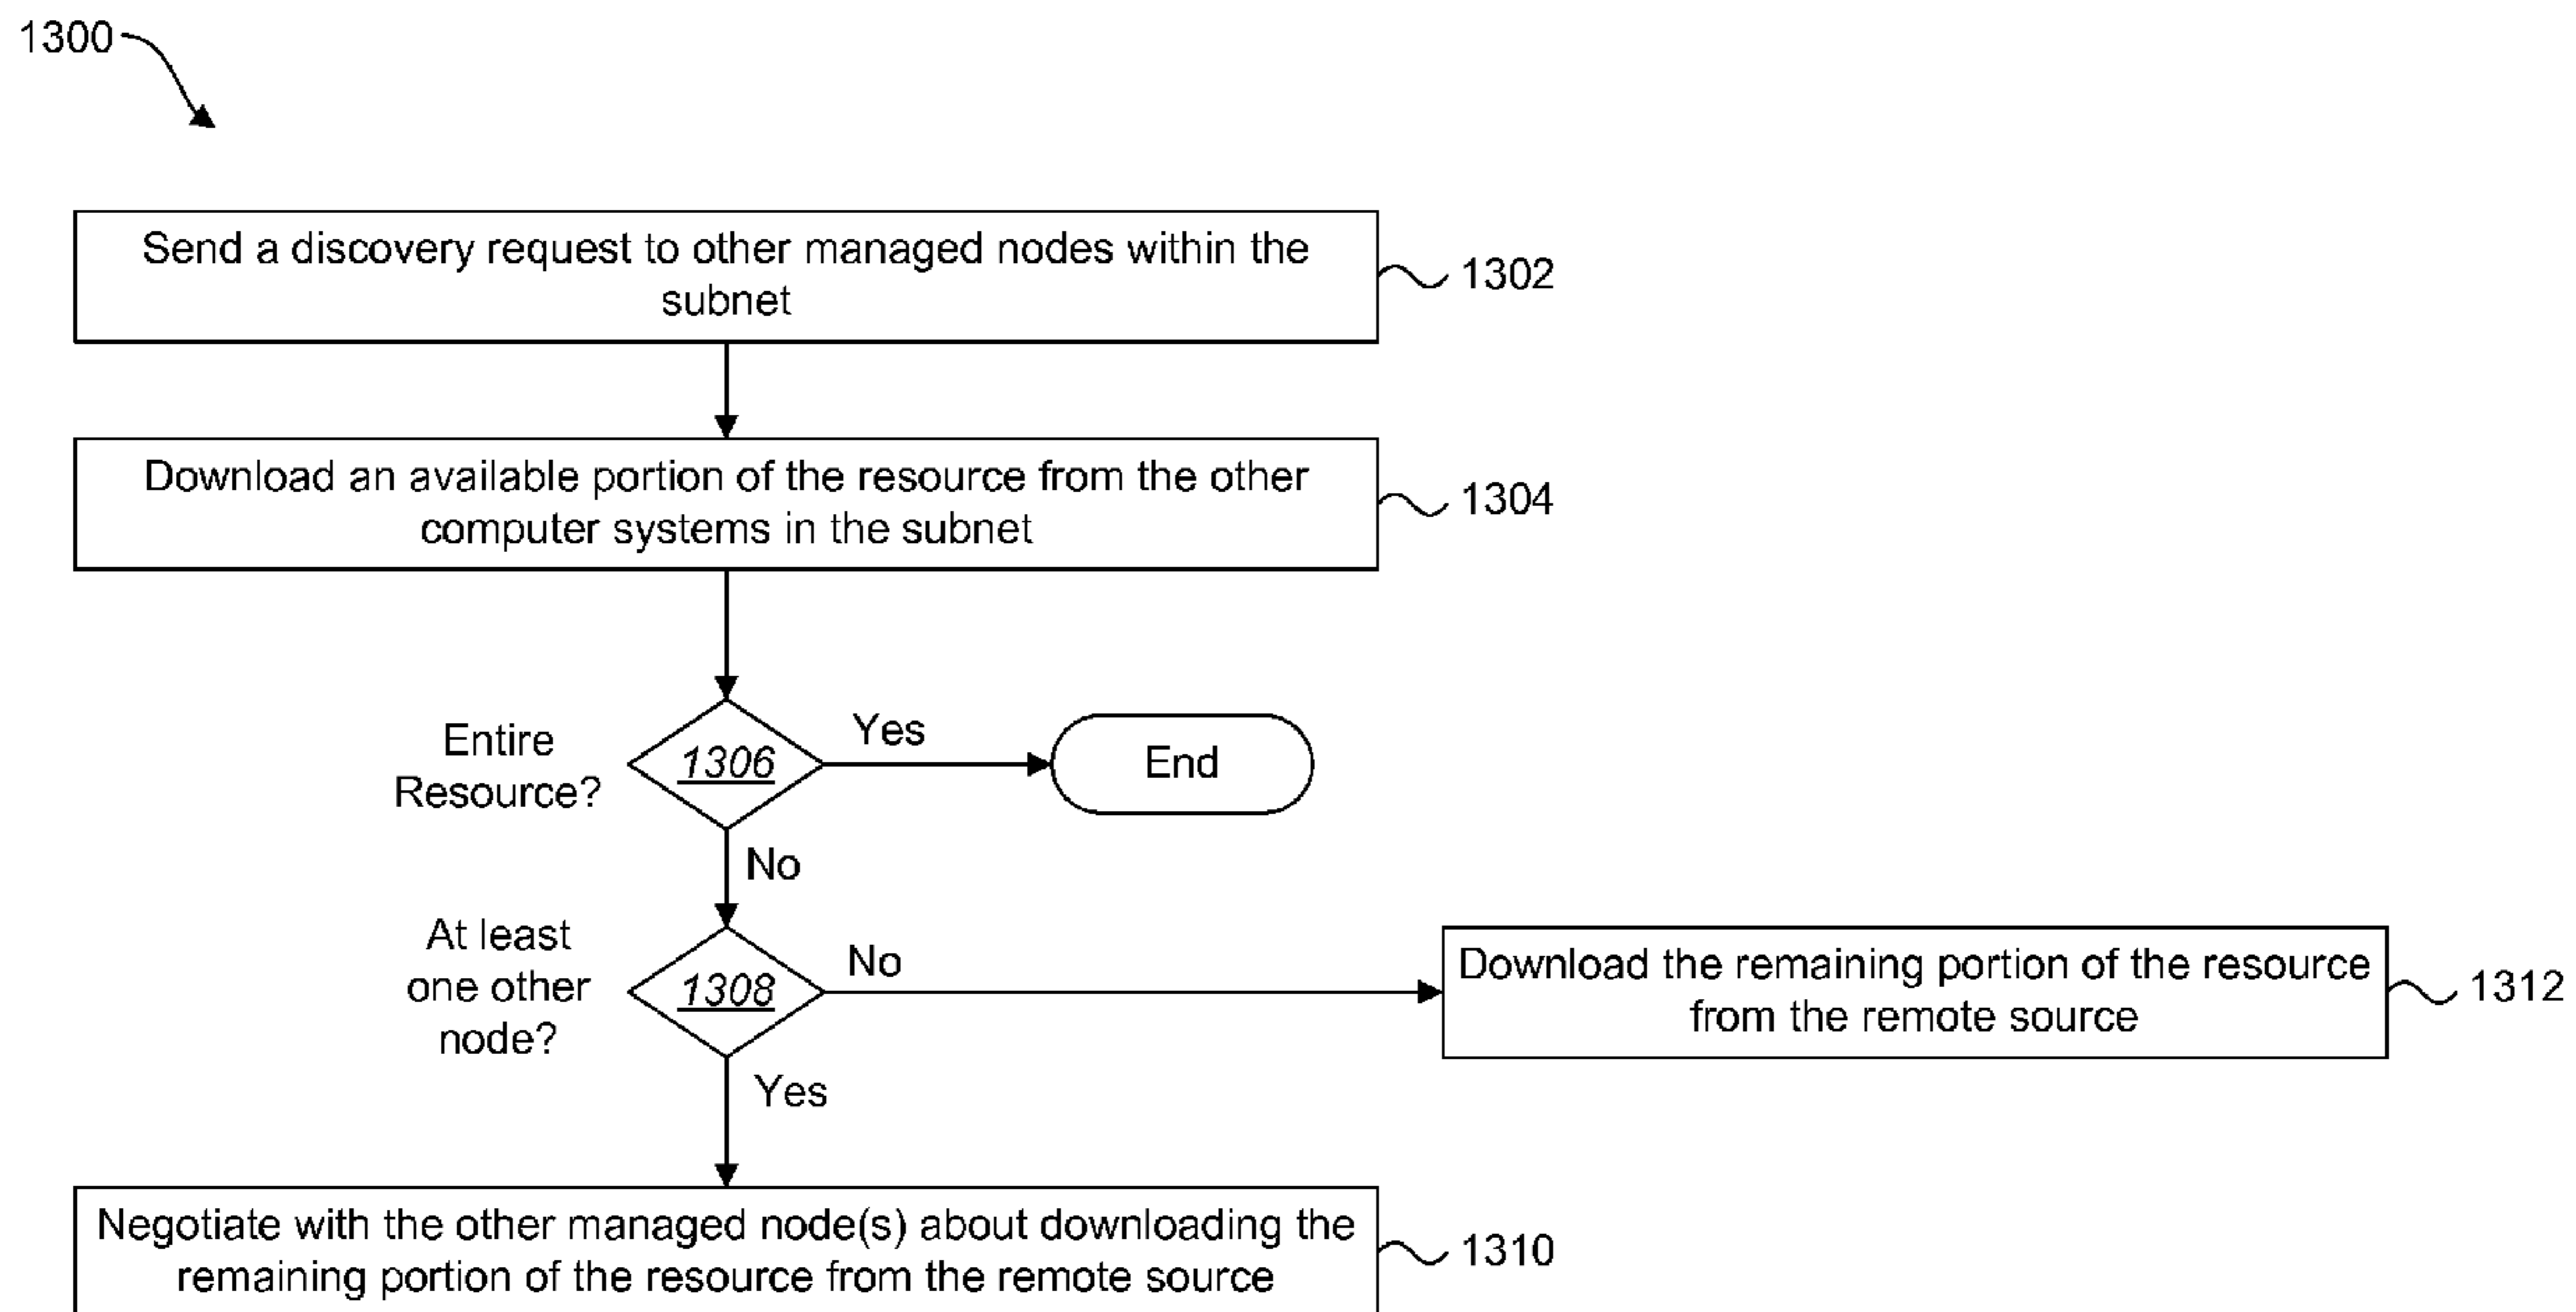 1300
Send a discovery request to other managed nodes within the
subnet
1302
Download an available portion of the resource from the other
computer systems in the subnet
1304
Entire
Resource?
1306
Yes
End
No
At least
one other
node?
1308
No
Download the remaining portion of the resource
from the remote source
1312
Yes
Negotiate with the other managed node(s) about downloading the
remaining portion of the resource from the remote source
1310